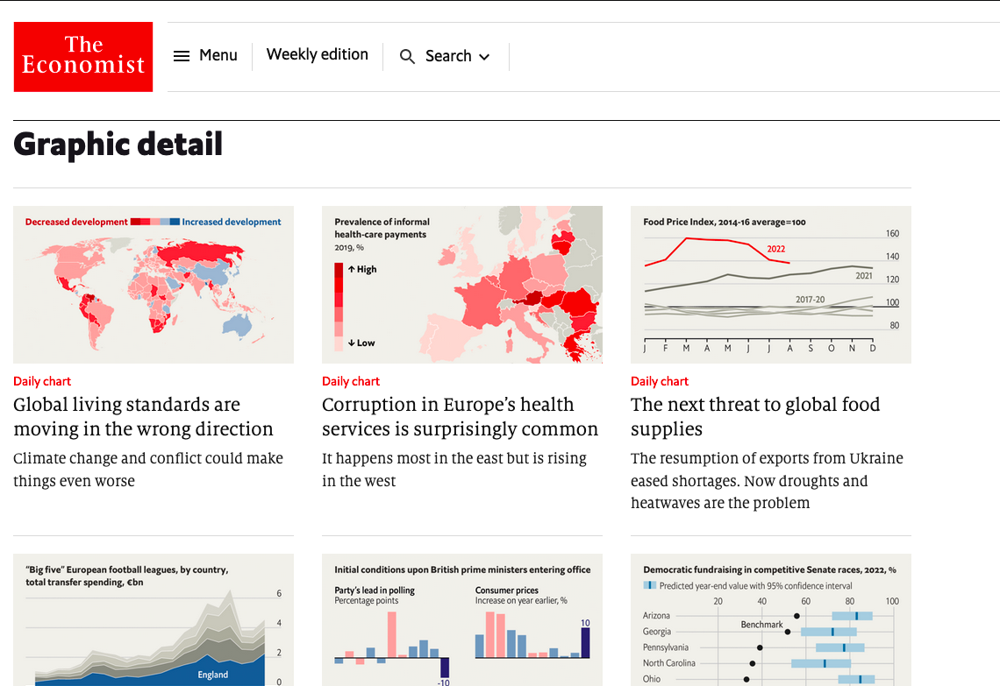 The
Economist
Menu
Weekly edition
Search
Graphic detail
Decreased development
Increased development
Daily chart
Global living standards are
moving in the wrong direction
Climate change and conflict could make
things even worse
Prevalence of informal
health-care payments
2019, %
↑ High
↓ Low
Daily chart
Corruption in Europe's health
services is surprisingly common
It happens most in the east but is rising
in the west
Food Price Index, 2014-16 average=100
160
2022
140
2021
120
2017-20
100
80
J F M A M J J A S O N D
Daily chart
The next threat to global food
supplies
The resumption of exports from Ukraine
eased shortages. Now droughts and
heatwaves are the problem
“Big five” European football leagues, by country,
total transfer spending, €bn
6
4
2
England
0
Initial conditions upon British prime ministers entering office
Party's lead in polling
Percentage points
-10
Consumer prices
Increase on year earlier, %
10
Democratic fundraising in competitive Senate races, 2022, %
Predicted year-end value with 95% confidence interval
20 40 60 80 100
Arizona
Benchmark
Georgia
Pennsylvania
North Carolina
Ohio